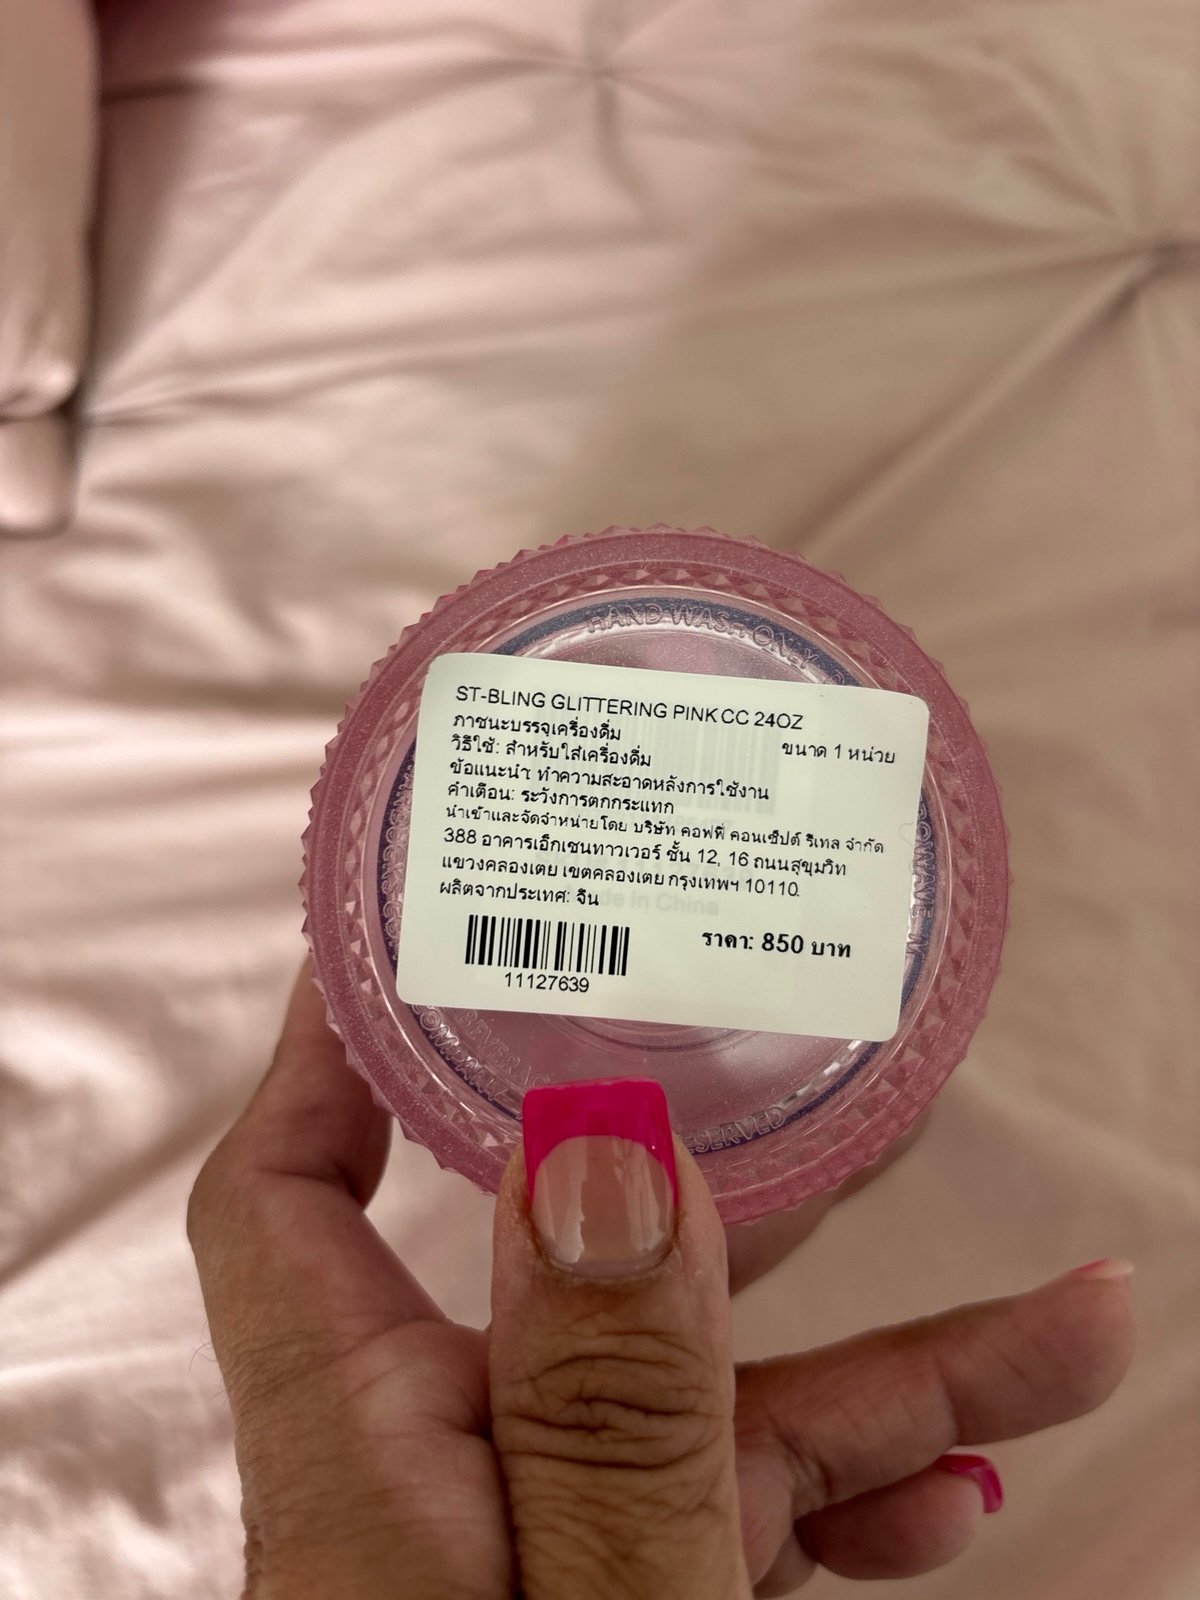 HAND WASH ONLY
ST-BLING GLITTERING PINK CC 24OZ
ภาชนะบรรจุเครื่องดื่ม
ขนาด 1 หน่วย
วิธีใช้: สำหรับใส่เครื่องดื่ม
ข้อแนะนำ: ทำความสะอาดหลังการใช้งาน
คำเตือน: ระวังการตกกระแทก
นำเข้าและจัดจำหน่ายโดย บริษัท คอฟฟี่ คอนเซ็ปต์ รีเทล จำกัด
388 อาคารเอ็กเชนทาวเวอร์ ชั้น 12, 16 ถนนสุขุมวิท
แขวงคลองเตย เขตคลองเตย กรุงเทพฯ 10110
ผลิตจากประเทศ: จีน
de in China
ราคา: 850 บาท
11127639
COMPANY
ESERVED